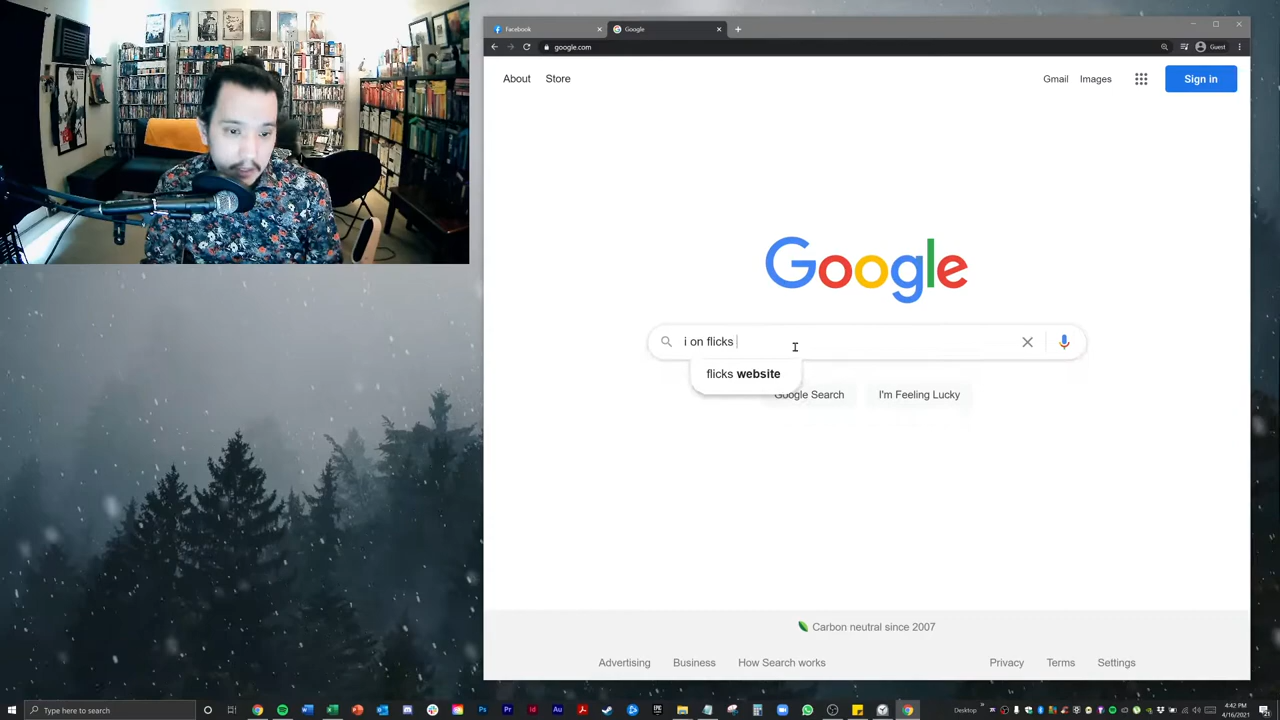 Facebook
Google
google.com
Guest
About Store
Gmail Images
Sign in
Google
i on flicks
flicks website
Google Search I'm Feeling Lucky
Carbon neutral since 2007
Advertising Business How Search works
Privacy Terms Settings
Type here to search
Desktop
4:42 PM
4/16/2021